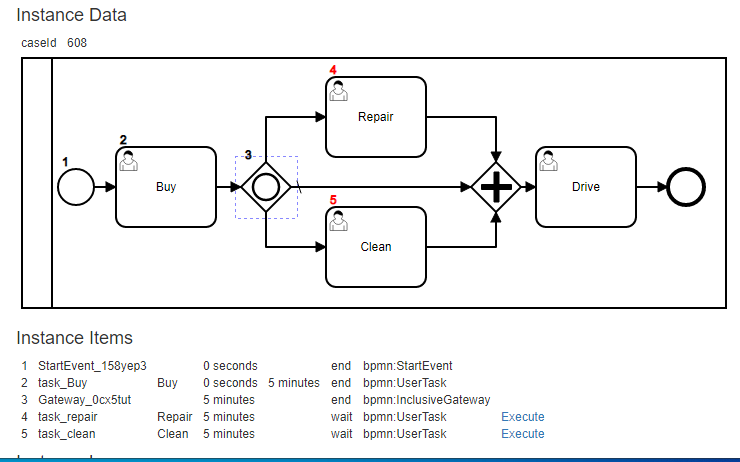 Instance Data
caseId 608
4
Repair
2
3
1
Buy
Drive
5
Clean
Instance Items
1 StartEvent_158yep3 0 seconds end bpmn:StartEvent
2 task_Buy Buy 0 seconds 5 minutes end bpmn:UserTask
3 Gateway_0cx5tut 5 minutes end bpmn:InclusiveGateway
4 task_repair Repair 5 minutes wait bpmn:UserTask Execute
5 task_clean Clean 5 minutes wait bpmn:UserTask Execute